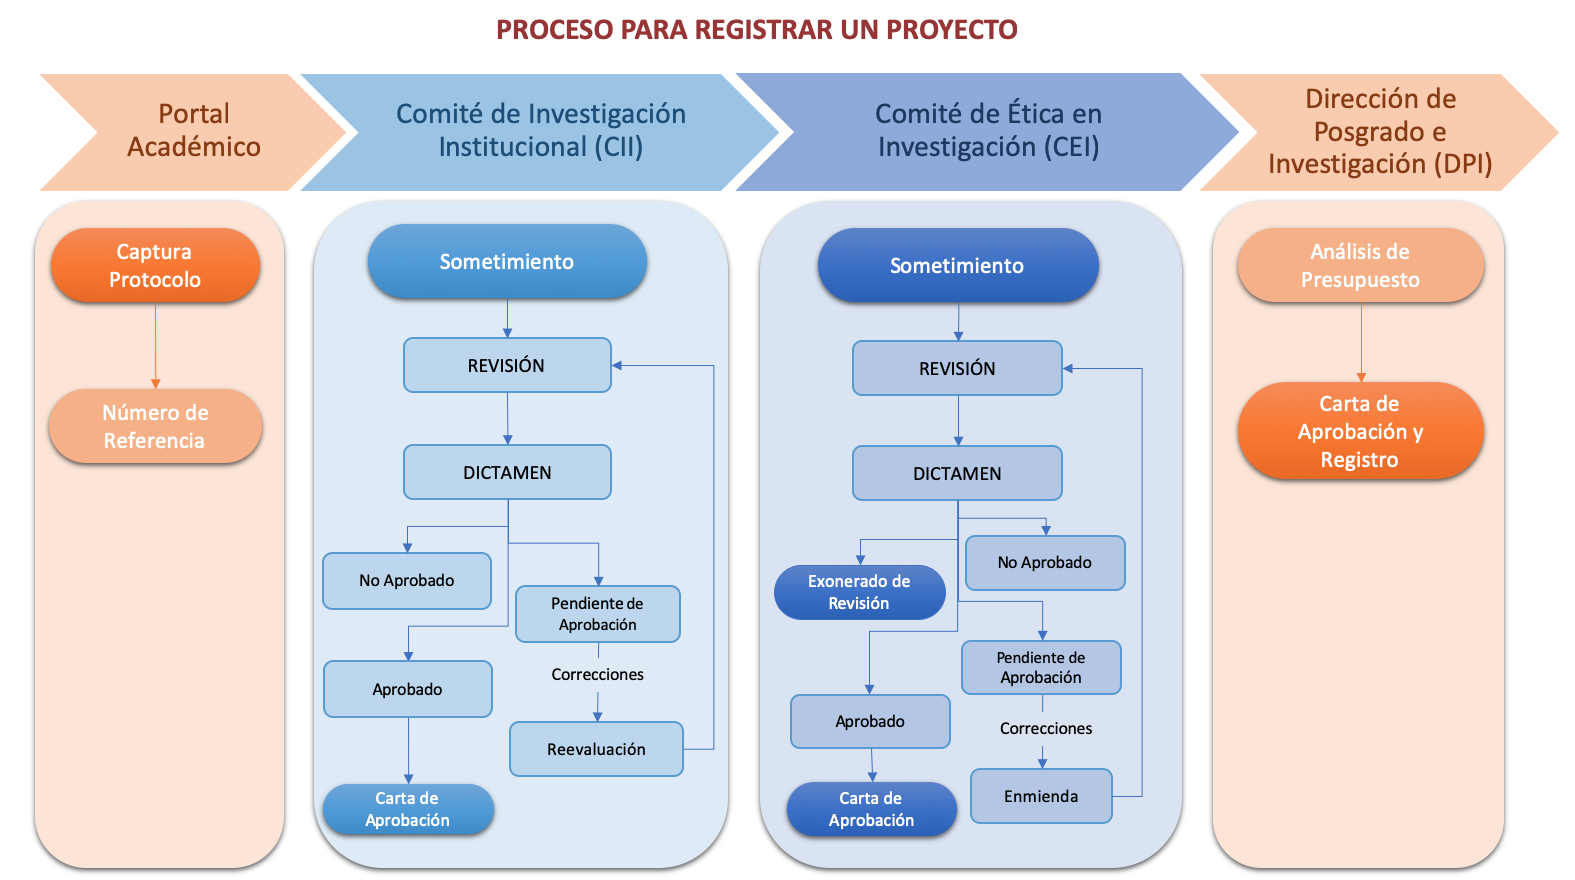 PROCESO PARA REGISTRAR UN PROYECTO
Portal
Académico
Comité de Investigación
Institucional (CII)
Comité de Ética en
Investigación (CEI)
Dirección de
Posgrado e
Investigación (DPI)
Captura
Protocolo
Número de
Referencia
Sometimiento
REVISIÓN
DICTAMEN
No Aprobado
Pendiente de
Aprobación
Correcciones
Aprobado
Reevaluación
Carta de
Aprobación
Sometimiento
REVISIÓN
DICTAMEN
No Aprobado
Exonerado de
Revisión
Pendiente de
Aprobación
Aprobado
Correcciones
Enmienda
Carta de
Aprobación
Análisis de
Presupuesto
Carta de
Aprobación y
Registro